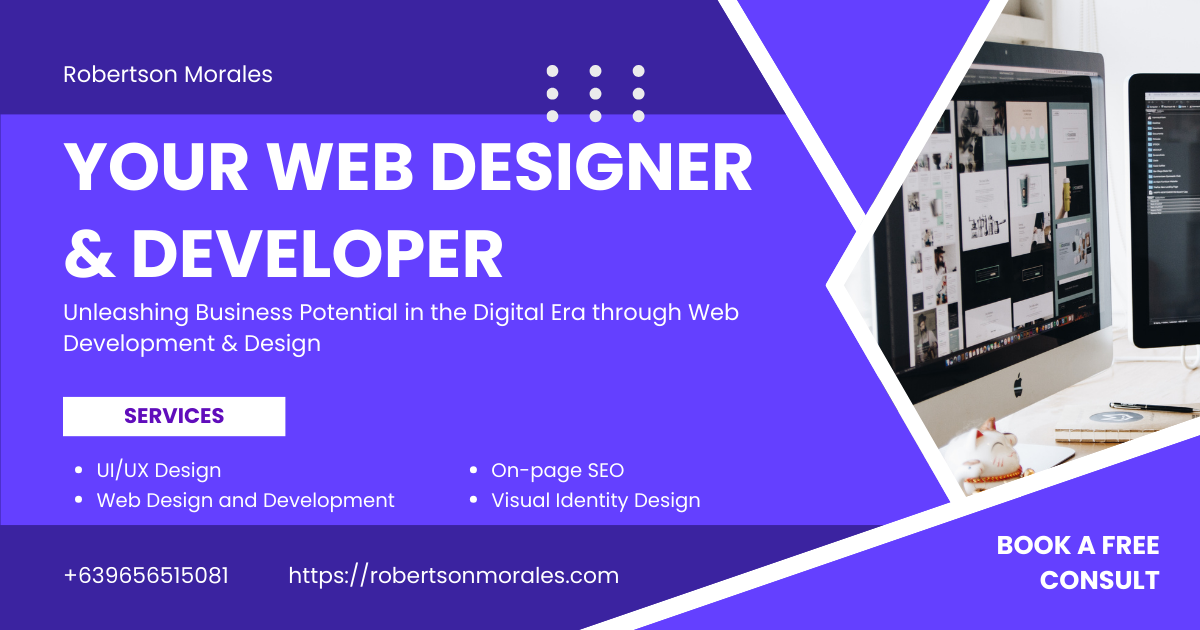 Robertson Morales
YOUR WEB DESIGNER
& DEVELOPER
Unleashing Business Potential in the Digital Era through Web
Development & Design
SERVICES
• UI/UX Design
• Web Design and Development
• On-page SEO
• Visual Identity Design
+639656515081
https://robertsonmorales.com
BOOK A FREE
CONSULT